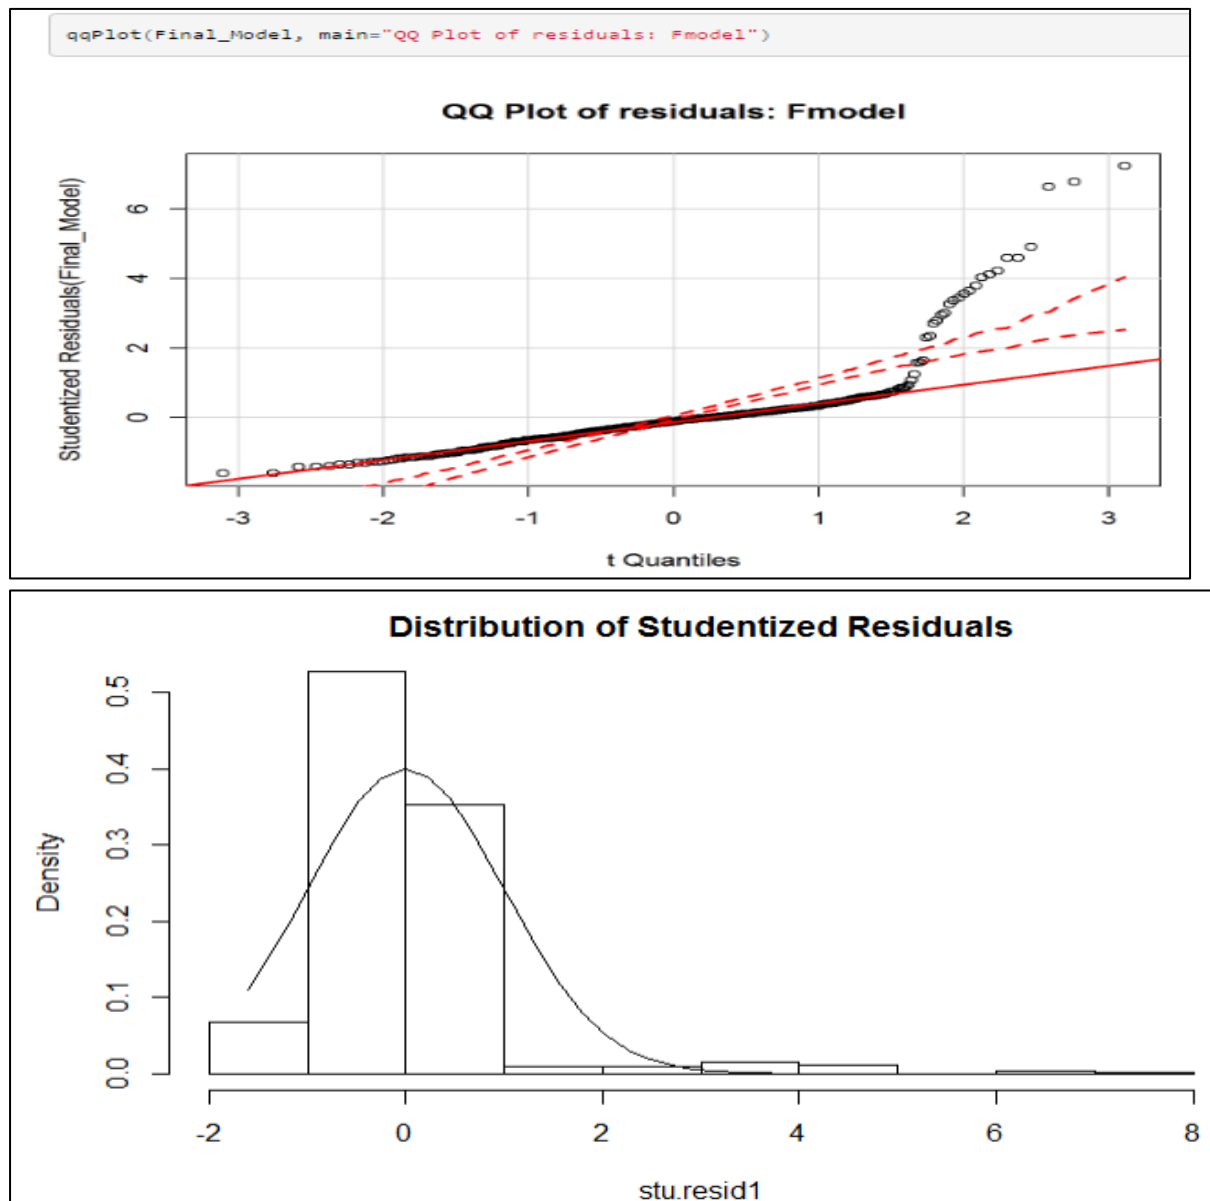 qqPlot(Final_Model, main="QQ Plot of residuals: Fmodel")
QQ Plot of residuals: Fmodel
Studentized Residuals(Final_Model)
6
4
2
0
-3 -2 -1 0 1 2 3
t Quantiles
Distribution of Studentized Residuals
Density
0.5
0.4
0.3
0.2
0.1
0.0
-2 0 2 4 6 8
stu.resid1